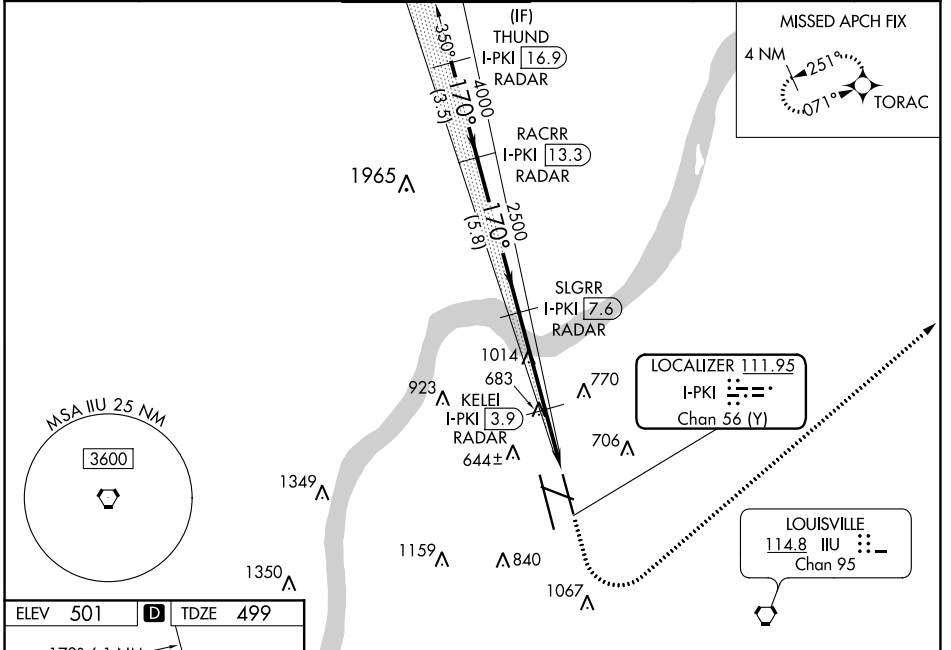 (IF)
THUND
I-PKI 16.9
RADAR
350°
170°
4000
(3.5)
RACRR
I-PKI 13.3
RADAR
1965
170°
2500
(5.8)
SLGRR
I-PKI 7.6
RADAR
MISSED APCH FIX
4 NM
251°
071°
TORAC
1014
683
770
923
KELEI
I-PKI 3.9
RADAR
706
644±
LOCALIZER 111.95
I-PKI
Chan 56 (Y)
MSA IIU 25 NM
3600
1349
1159
840
1350
1067
LOUISVILLE
114.8 IIU
Chan 95
ELEV 501 D TDZE 499